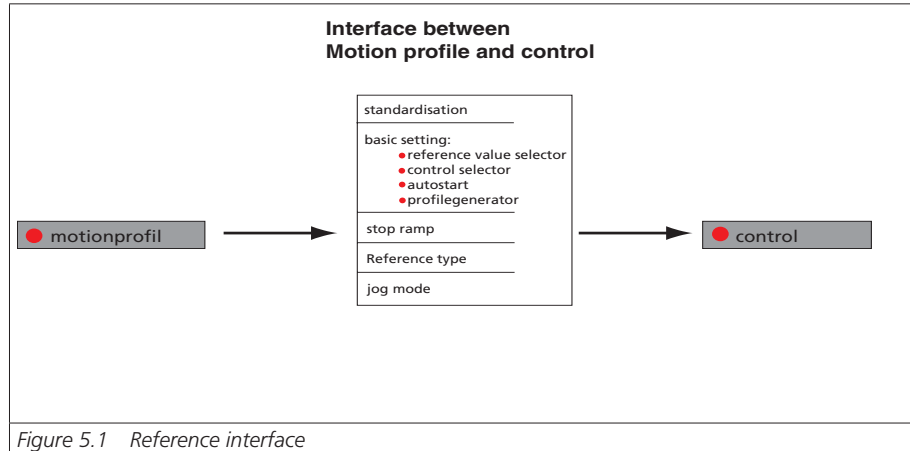 Interface between
Motion profile and control
standardisation
basic setting:
reference value selector
control selector
autostart
profilegenerator
motionprofil
stop ramp
control
Reference type
jog mode
Figure 5.1 Reference interface